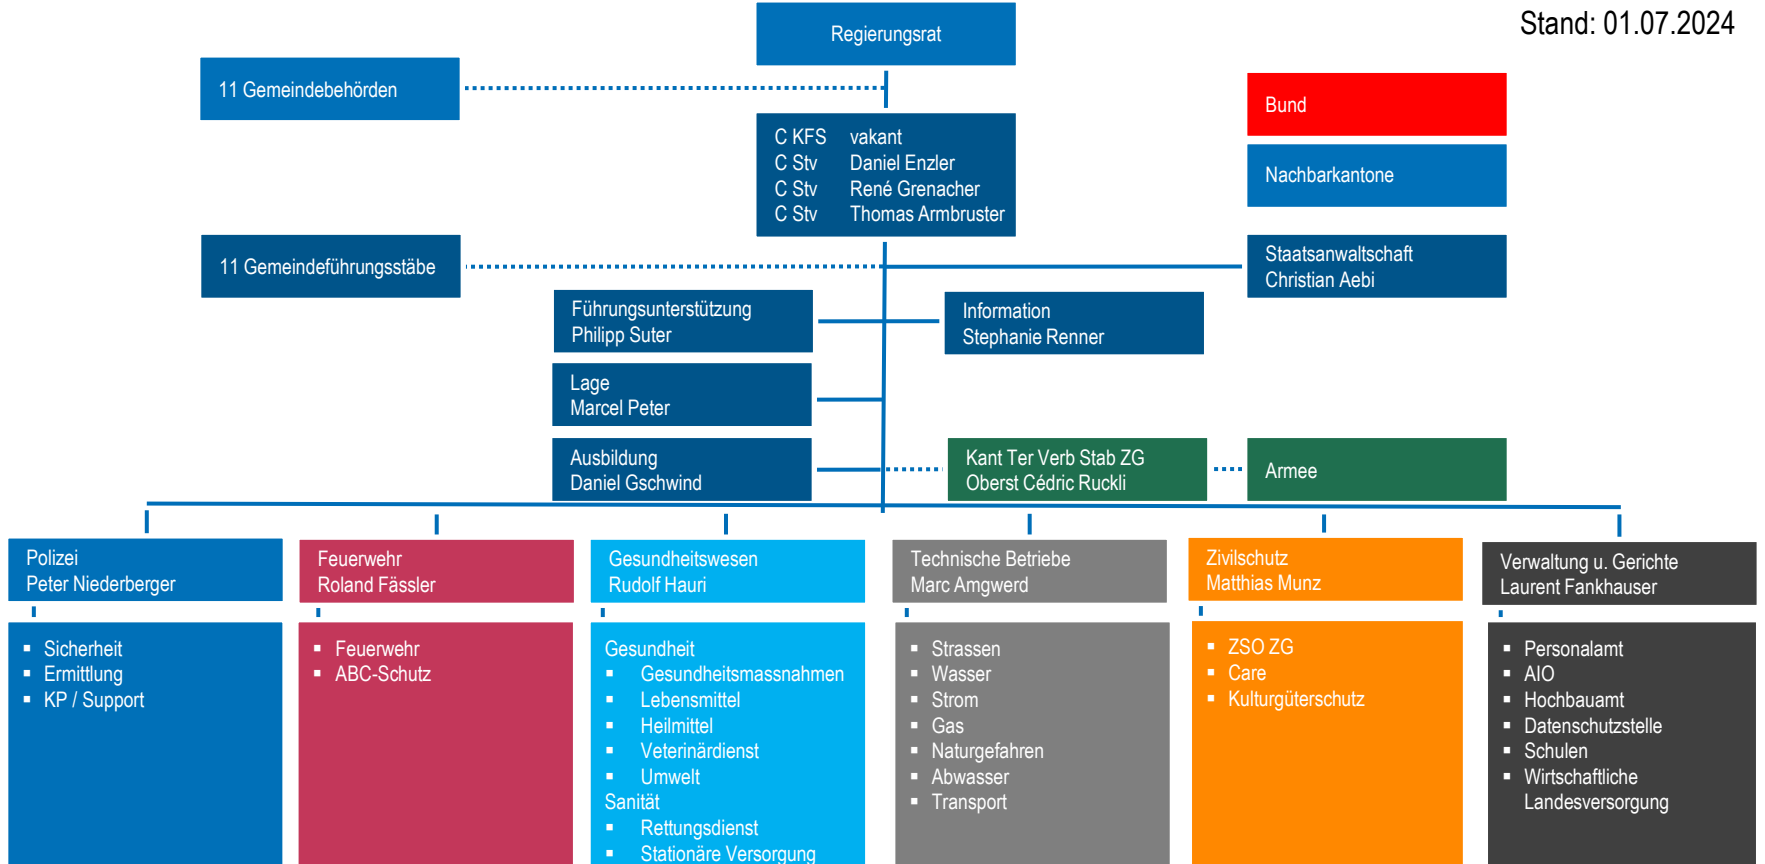 Stand: 01.07.2024
Regierungsrat
11 Gemeindebehörden
Bund
C KFS vakant
C Stv Daniel Enzler
C Stv René Grenacher
C Stv Thomas Armbruster
Nachbarkantone
11 Gemeindeführungsstäbe
Staatsanwaltschaft
Christian Aebi
Führungsunterstützung
Philipp Suter
Information
Stephanie Renner
Lage
Marcel Peter
Ausbildung
Daniel Gschwind
Kant Ter Verb Stab ZG
Oberst Cédric Ruckli
Armee
Polizei
Peter Niederberger
▪ Sicherheit
▪ Ermittlung
▪ KP / Support
Feuerwehr
Roland Fässler
▪ Feuerwehr
▪ ABC-Schutz
Gesundheitswesen
Rudolf Hauri
Gesundheit
▪ Gesundheitsmassnahmen
▪ Lebensmittel
▪ Heilmittel
▪ Veterinärdienst
▪ Umwelt
Sanität
▪ Rettungsdienst
▪ Stationäre Versorgung
Technische Betriebe
Marc Amgwerd
▪ Strassen
▪ Wasser
▪ Strom
▪ Gas
▪ Naturgefahren
▪ Abwasser
▪ Transport
Zivilschutz
Matthias Munz
▪ ZSO ZG
▪ Care
▪ Kulturgüterschutz
Verwaltung u. Gerichte
Laurent Fankhauser
▪ Personalamt
▪ AIO
▪ Hochbauamt
▪ Datenschutzstelle
▪ Schulen
▪ Wirtschaftliche
Landesversorgung